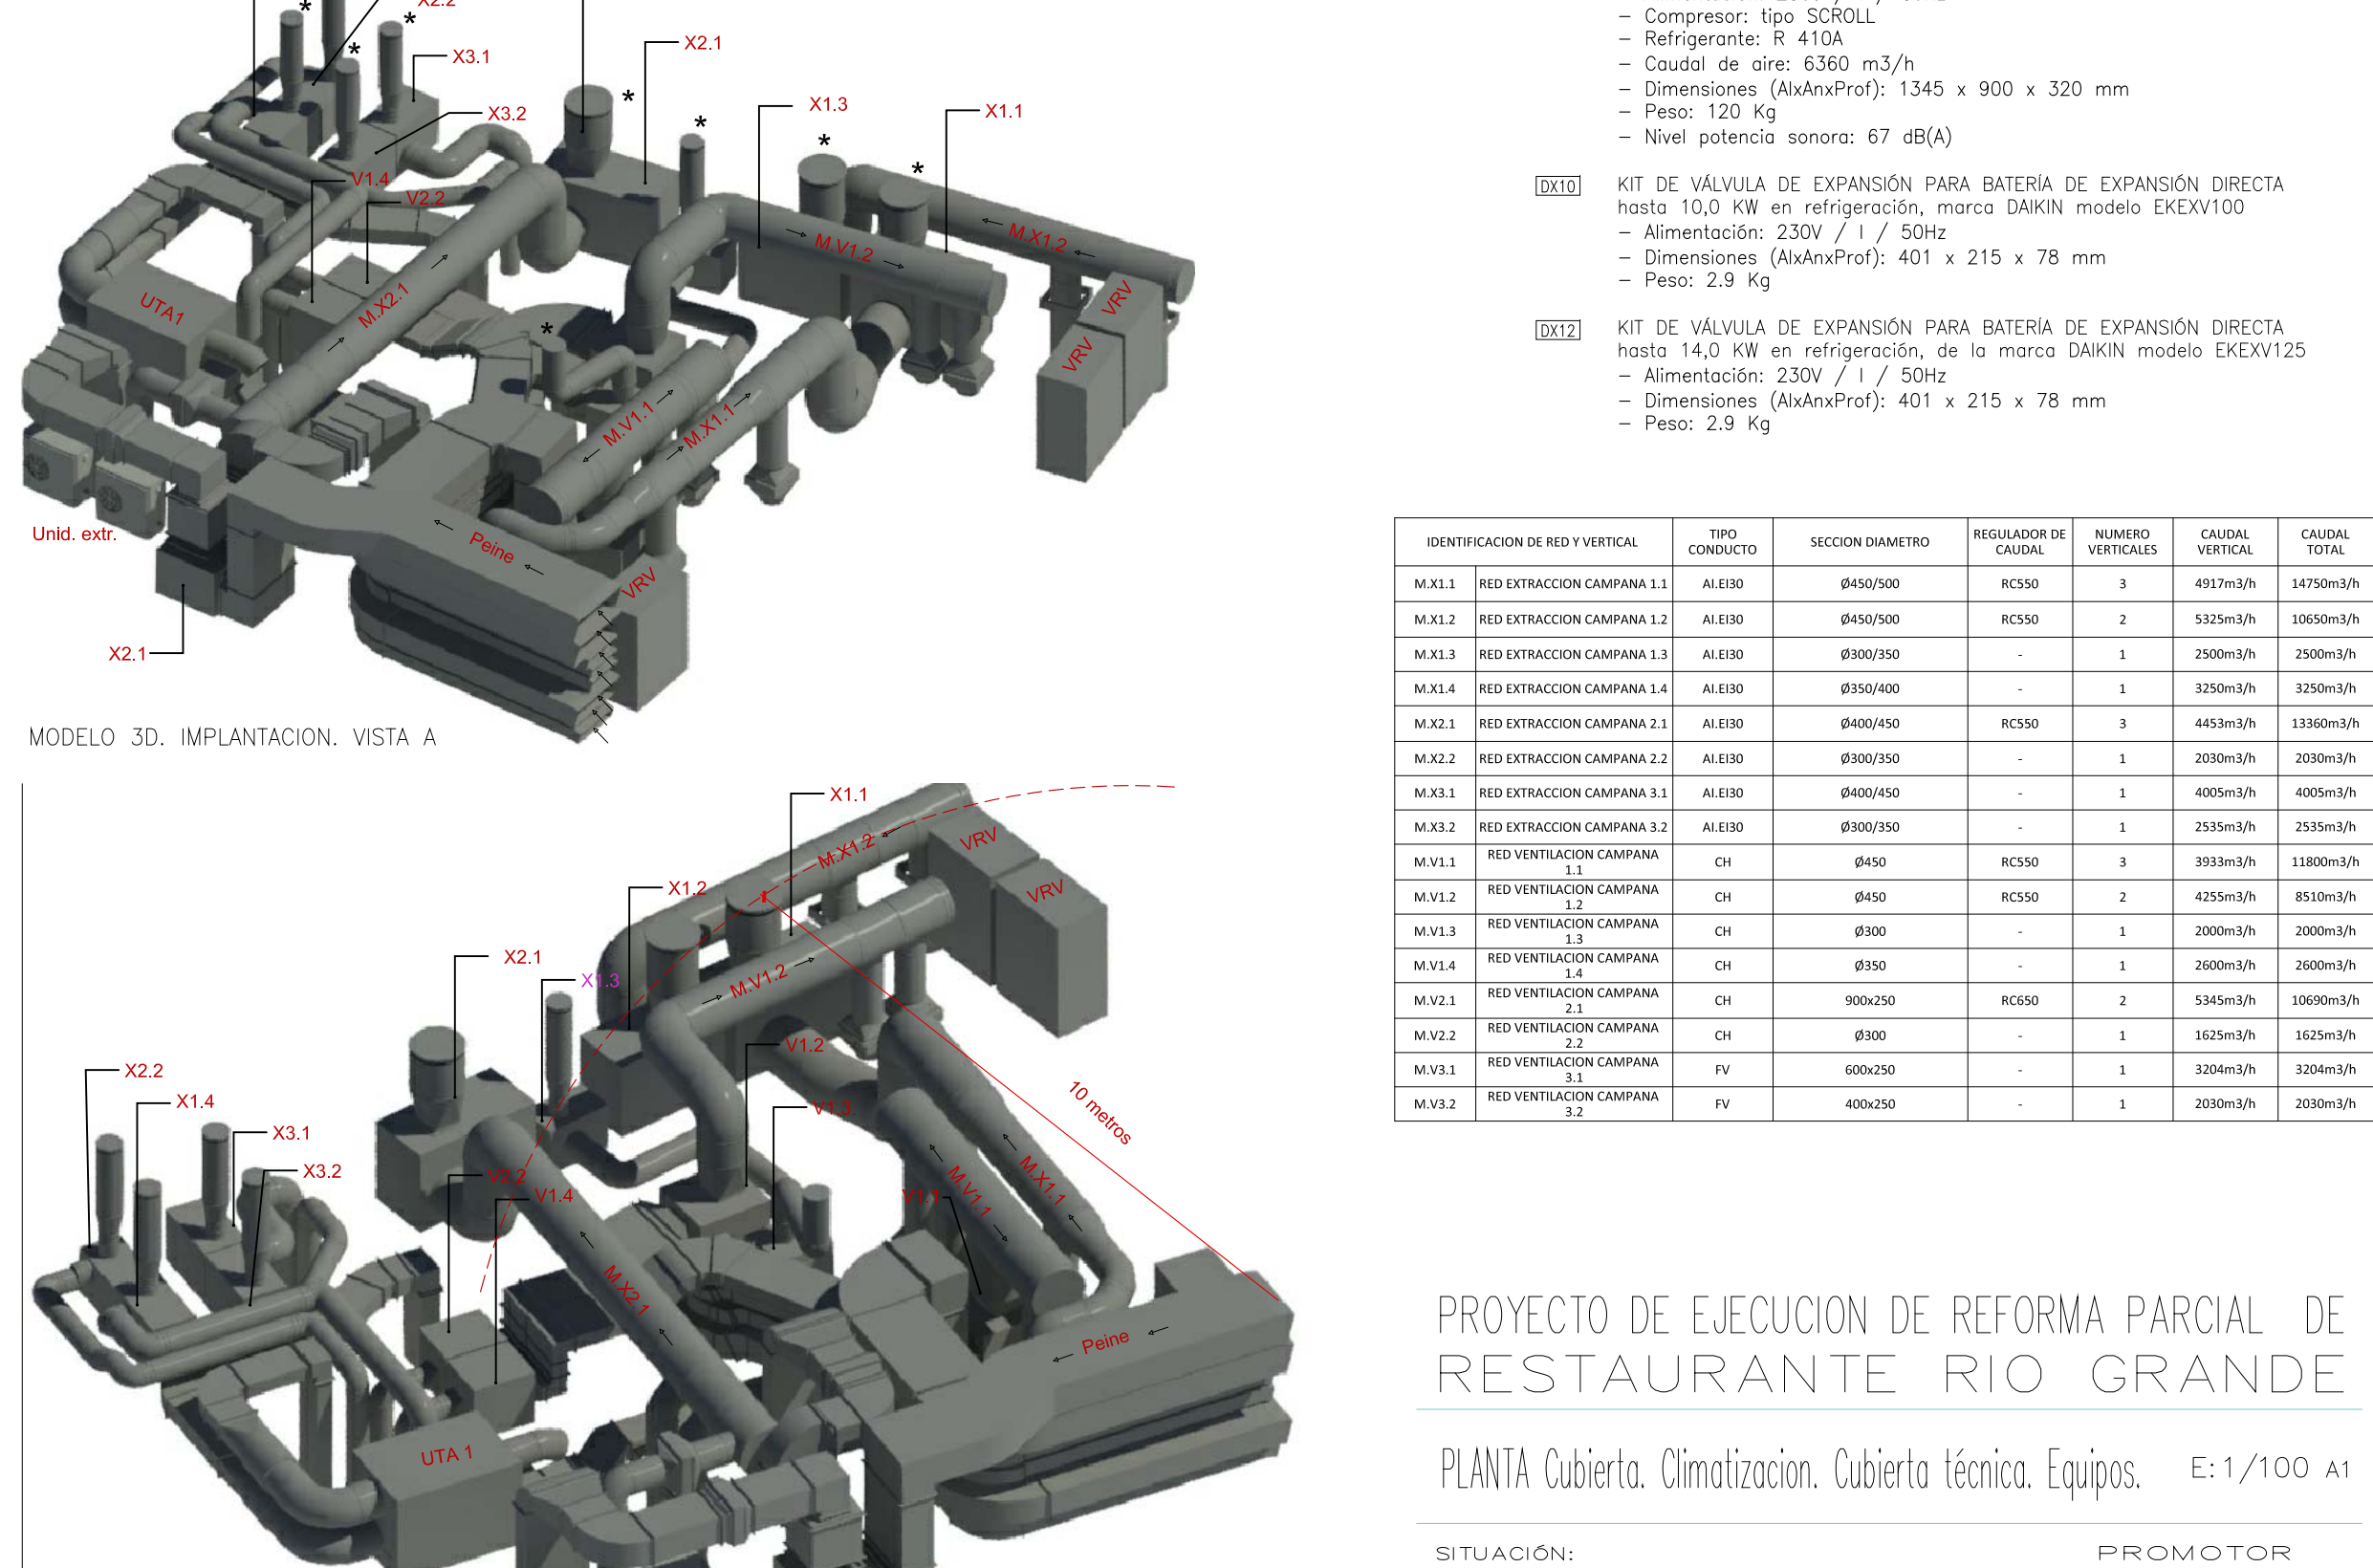 X2.2
*
*
*
X3.1
X3.2
*
X2.1
*
X1.3
*
X1.1
*
V1.4
V2.2
M.V1.2
M.X1.2
UTA1
M.X2.1
*
VRV
VRV
M.V1.1
M.X1.1
Unid. extr.
Peine
VRV
X2.1
MODELO 3D. IMPLANTACION. VISTA A
X1.1
M.X1.2
VRV
VRV
X1.2
X2.1
X1.3
M.V1.2
V1.2
X2.2
X1.4
V1.3
10 metros
X3.1
X3.2
V2.2
V1.4
V1.1
M.V1.1
M.X1.1
M.X2.1
Peine
UTA 1
– Compresor: tipo SCROLL
– Refrigerante: R 410A
– Caudal de aire: 6360 m3/h
– Dimensiones (AlxAnxProf): 1345 x 900 x 320 mm
– Peso: 120 Kg
– Nivel potencia sonora: 67 dB(A)
DX10 KIT DE VÁLVULA DE EXPANSIÓN PARA BATERÍA DE EXPANSIÓN DIRECTA
hasta 10,0 KW en refrigeración, marca DAIKIN modelo EKEXV100
– Alimentación: 230V / I / 50Hz
– Dimensiones (AlxAnxProf): 401 x 215 x 78 mm
– Peso: 2.9 Kg
DX12 KIT DE VÁLVULA DE EXPANSIÓN PARA BATERÍA DE EXPANSIÓN DIRECTA
hasta 14,0 KW en refrigeración, de la marca DAIKIN modelo EKEXV125
– Alimentación: 230V / I / 50Hz
– Dimensiones (AlxAnxProf): 401 x 215 x 78 mm
– Peso: 2.9 Kg
IDENTIFICACION DE RED Y VERTICAL TIPO CONDUCTO SECCION DIAMETRO REGULADOR DE CAUDAL NUMERO VERTICALES CAUDAL VERTICAL CAUDAL TOTAL
M.X1.1 RED EXTRACCION CAMPANA 1.1 AI.EI30 Ø450/500 RC550 3 4917m3/h 14750m3/h
M.X1.2 RED EXTRACCION CAMPANA 1.2 AI.EI30 Ø450/500 RC550 2 5325m3/h 10650m3/h
M.X1.3 RED EXTRACCION CAMPANA 1.3 AI.EI30 Ø300/350 - 1 2500m3/h 2500m3/h
M.X1.4 RED EXTRACCION CAMPANA 1.4 AI.EI30 Ø350/400 - 1 3250m3/h 3250m3/h
M.X2.1 RED EXTRACCION CAMPANA 2.1 AI.EI30 Ø400/450 RC550 3 4453m3/h 13360m3/h
M.X2.2 RED EXTRACCION CAMPANA 2.2 AI.EI30 Ø300/350 - 1 2030m3/h 2030m3/h
M.X3.1 RED EXTRACCION CAMPANA 3.1 AI.EI30 Ø400/450 - 1 4005m3/h 4005m3/h
M.X3.2 RED EXTRACCION CAMPANA 3.2 AI.EI30 Ø300/350 - 1 2535m3/h 2535m3/h
M.V1.1 RED VENTILACION CAMPANA 1.1 CH Ø450 RC550 3 3933m3/h 11800m3/h
M.V1.2 RED VENTILACION CAMPANA 1.2 CH Ø450 RC550 2 4255m3/h 8510m3/h
M.V1.3 RED VENTILACION CAMPANA 1.3 CH Ø300 - 1 2000m3/h 2000m3/h
M.V1.4 RED VENTILACION CAMPANA 1.4 CH Ø350 - 1 2600m3/h 2600m3/h
M.V2.1 RED VENTILACION CAMPANA 2.1 CH 900x250 RC650 2 5345m3/h 10690m3/h
M.V2.2 RED VENTILACION CAMPANA 2.2 CH Ø300 - 1 1625m3/h 1625m3/h
M.V3.1 RED VENTILACION CAMPANA 3.1 FV 600x250 - 1 3204m3/h 3204m3/h
M.V3.2 RED VENTILACION CAMPANA 3.2 FV 400x250 - 1 2030m3/h 2030m3/h
PROYECTO DE EJECUCION DE REFORMA PARCIAL DE
RESTAURANTE RIO GRANDE
PLANTA Cubierta. Climatizacion. Cubierta técnica. Equipos. E: 1/100 A1
SITUACIÓN: PROMOTOR